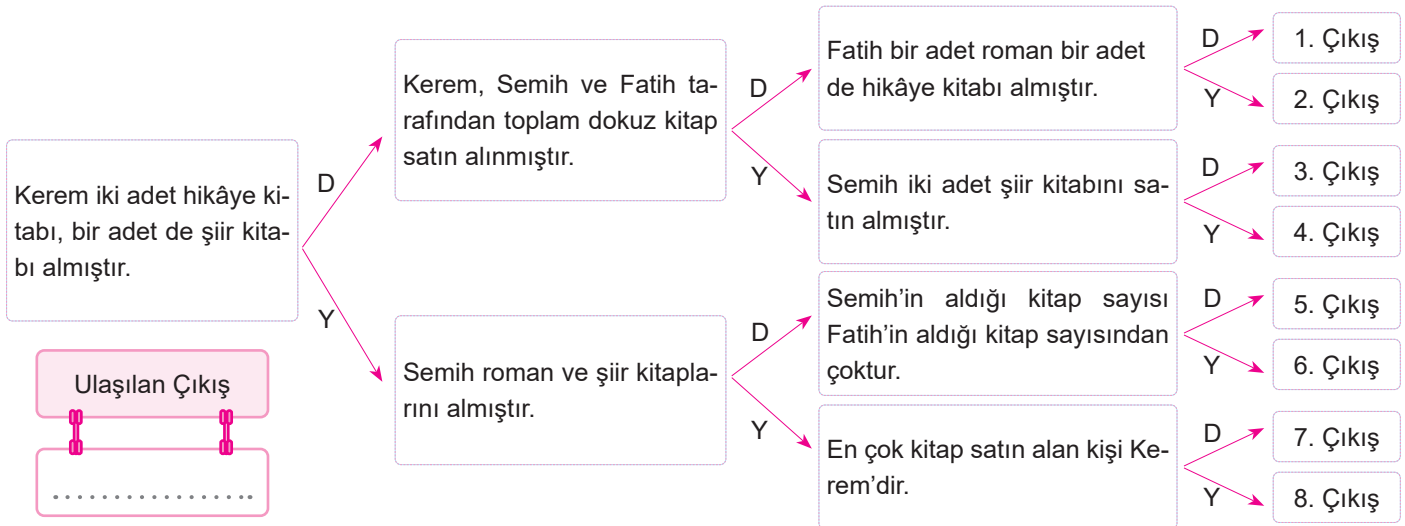 Kerem iki adet hikâye ki-
tabı, bir adet de şiir kita-
bı almıştır.
D
Y
Kerem, Semih ve Fatih ta-
rafından toplam dokuz kitap
satın alınmıştır.
D
Y
Semih roman ve şiir kitapla-
rını almıştır.
D
Y
Fatih bir adet roman bir adet
de hikâye kitabı almıştır.
D
Y
Semih iki adet şiir kitabını sa-
tın almıştır.
D
Y
Semih'in aldığı kitap sayısı
Fatih'in aldığı kitap sayısından
çoktur.
D
Y
En çok kitap satın alan kişi Ke-
rem'dir.
D
Y
1. Çıkış
2. Çıkış
3. Çıkış
4. Çıkış
5. Çıkış
6. Çıkış
7. Çıkış
8. Çıkış
Ulaşılan Çıkış
.................